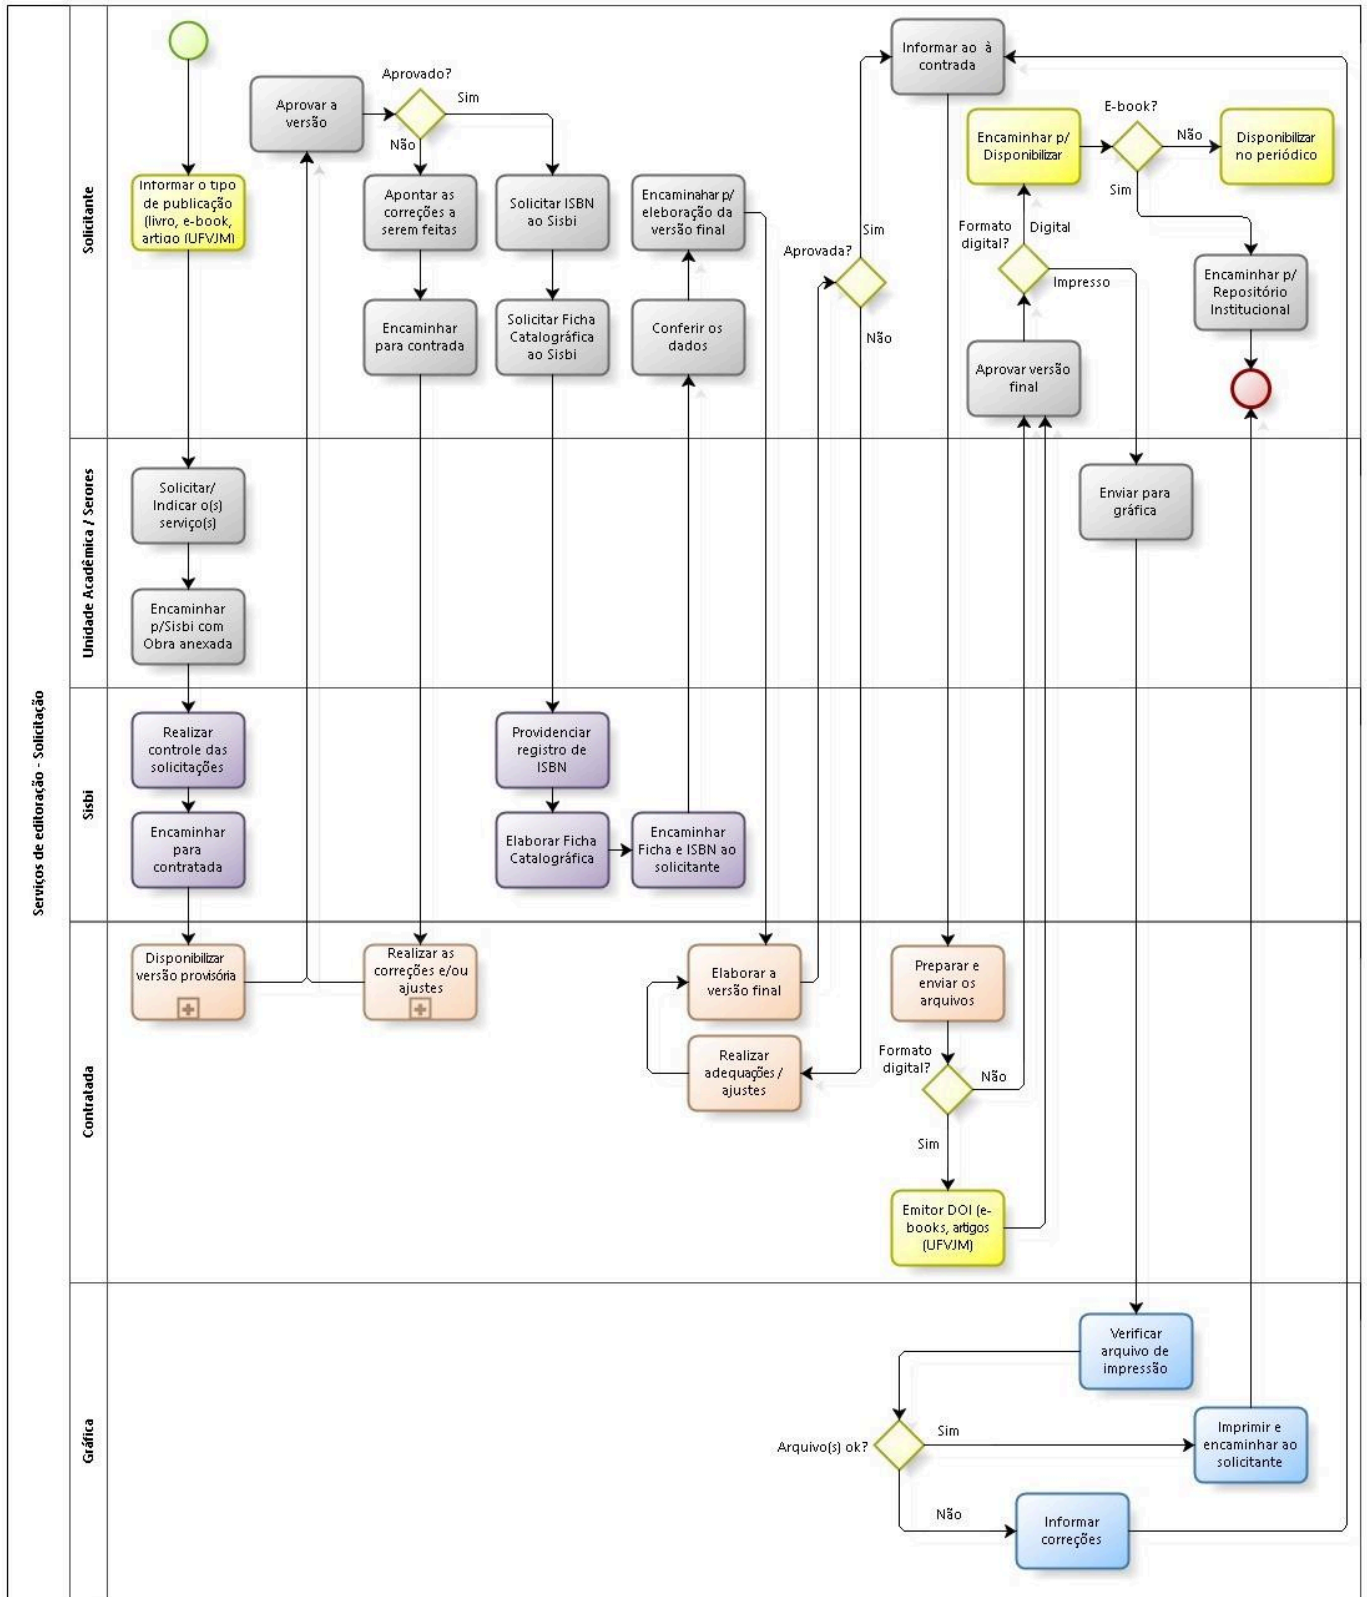 Serviços de editoração - Solicitação
Solicitante
Informar o tipo
de publicação
(livro, e-book,
artigo (UFVJM)
Aprovar a
versão
Aprovado?
Sim
Não
Apontar as
correções a
serem feitas
Encaminhar
para contrada
Solicitar ISBN
ao Sisbi
Solicitar Ficha
Catalográfica
ao Sisbi
Encaminahar p/
eleboração da
versão final
Conferir os
dados
Aprovada?
Sim
Não
Informar ao à
contrada
Encaminhar p/
Disponibilizar
E-book?
Não
Sim
Disponibilizar
no periódico
Formato
digital?
Digital
Impresso
Encaminhar p/
Repositório
Institucional
Aprovar versão
final
Unidade Acadêmica / Serores
Solicitar/
Indicar o(s)
serviço(s)
Encaminhar
p/Sisbi com
Obra anexada
Enviar para
gráfica
Sisbi
Realizar
controle das
solicitações
Encaminhar
para
contratada
Providenciar
registro de
ISBN
Elaborar Ficha
Catalográfica
Encaminhar
Ficha e ISBN ao
solicitante
Contratada
Disponibilizar
versão provisória
Realizar as
correções e/ou
ajustes
Elaborar a
versão final
Realizar
adequações /
ajustes
Preparar e
enviar os
arquivos
Formato
digital?
Não
Sim
Emitor DOI (e-
books, artigos
(UFVJM)
Gráfica
Verificar
arquivo de
impressão
Arquivo(s) ok?
Sim
Não
Imprimir e
encaminhar ao
solicitante
Informar
correções